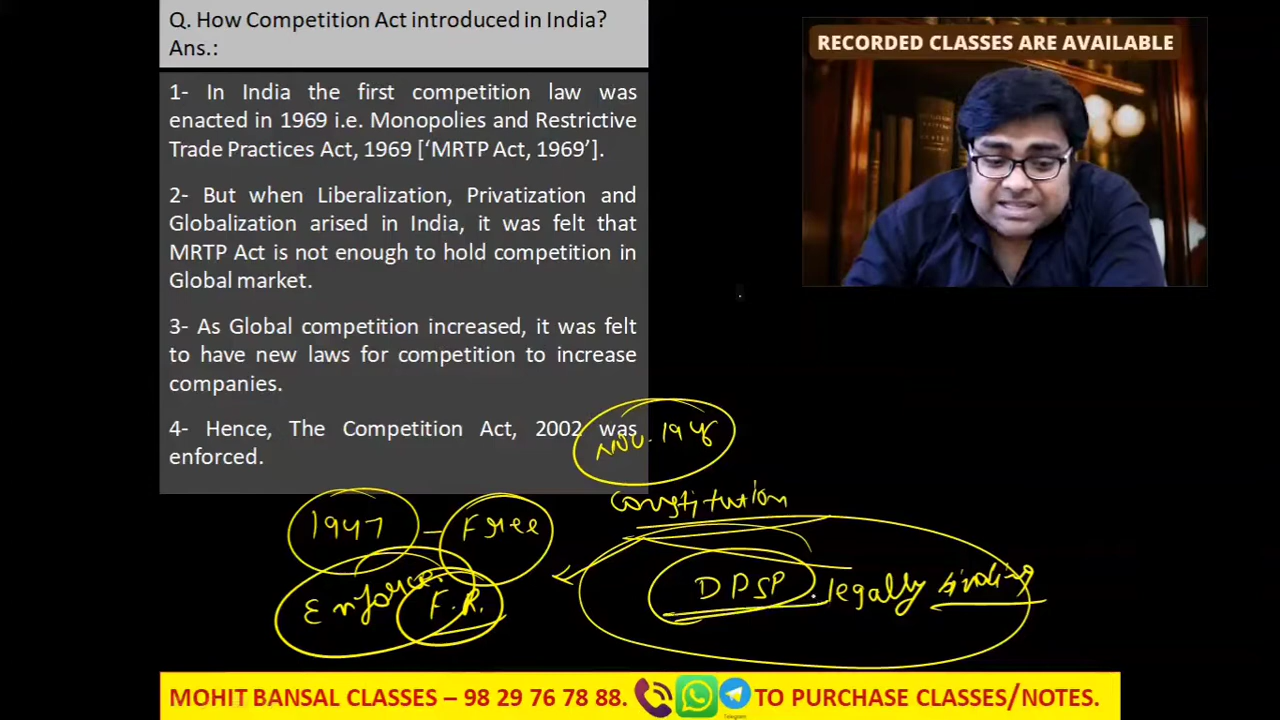 Q. How Competition Act introduced in India?
Ans.:
RECORDED CLASSES ARE AVAILABLE
1- In India the first competition law was
enacted in 1969 i.e. Monopolies and Restrictive
Trade Practices Act, 1969 [‘MRTP Act, 1969’].
2- But when Liberalization, Privatization and
Globalization arised in India, it was felt that
MRTP Act is not enough to hold competition in
Global market.
3- As Global competition increased, it was felt
to have new laws for competition to increase
companies.
4- Hence, The Competition Act, 2002 was
enforced.
Nov.
Constitution
1947 - Free
Enforce. F.R.
DPSP. legally
MOHIT BANSAL CLASSES – 98 29 76 78 88.
Telegram
TO PURCHASE CLASSES/NOTES.